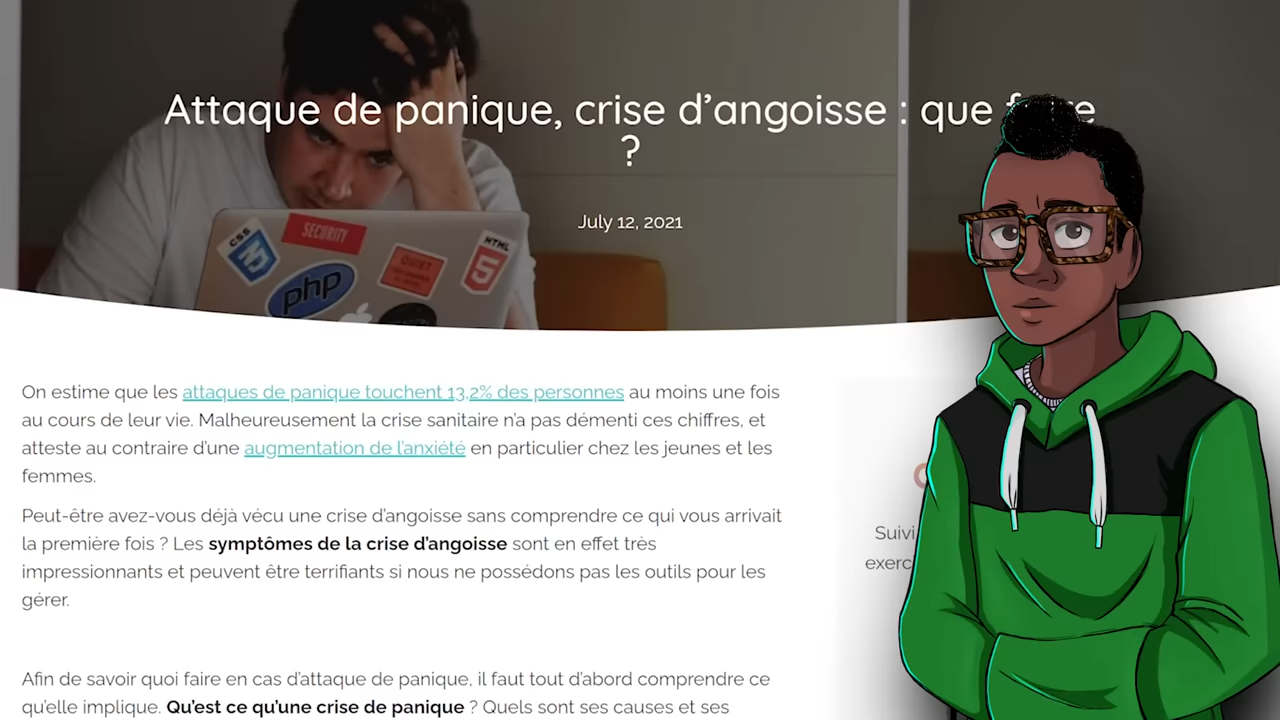 Attaque de panique, crise d'angoisse : que
?
July 12, 2021
CSS
SECURITY
php
QUIET
HTML
5
On estime que les attaques de panique touchent 13,2% des personnes au moins une fois
au cours de leur vie. Malheureusement la crise sanitaire n'a pas démenti ces chiffres, et
atteste au contraire d'une augmentation de l'anxiété en particulier chez les jeunes et les
femmes.
Peut-être avez-vous déjà vécu une crise d'angoisse sans comprendre ce qui vous arrivait
la première fois ? Les symptômes de la crise d'angoisse sont en effet très
impressionnants et peuvent être terrifiants si nous ne possédons pas les outils pour les
gérer.
Suivi
exerc
Afin de savoir quoi faire en cas d'attaque de panique, il faut tout d'abord comprendre ce
qu'elle implique. Qu'est ce qu'une crise de panique ? Quels sont ses causes et ses